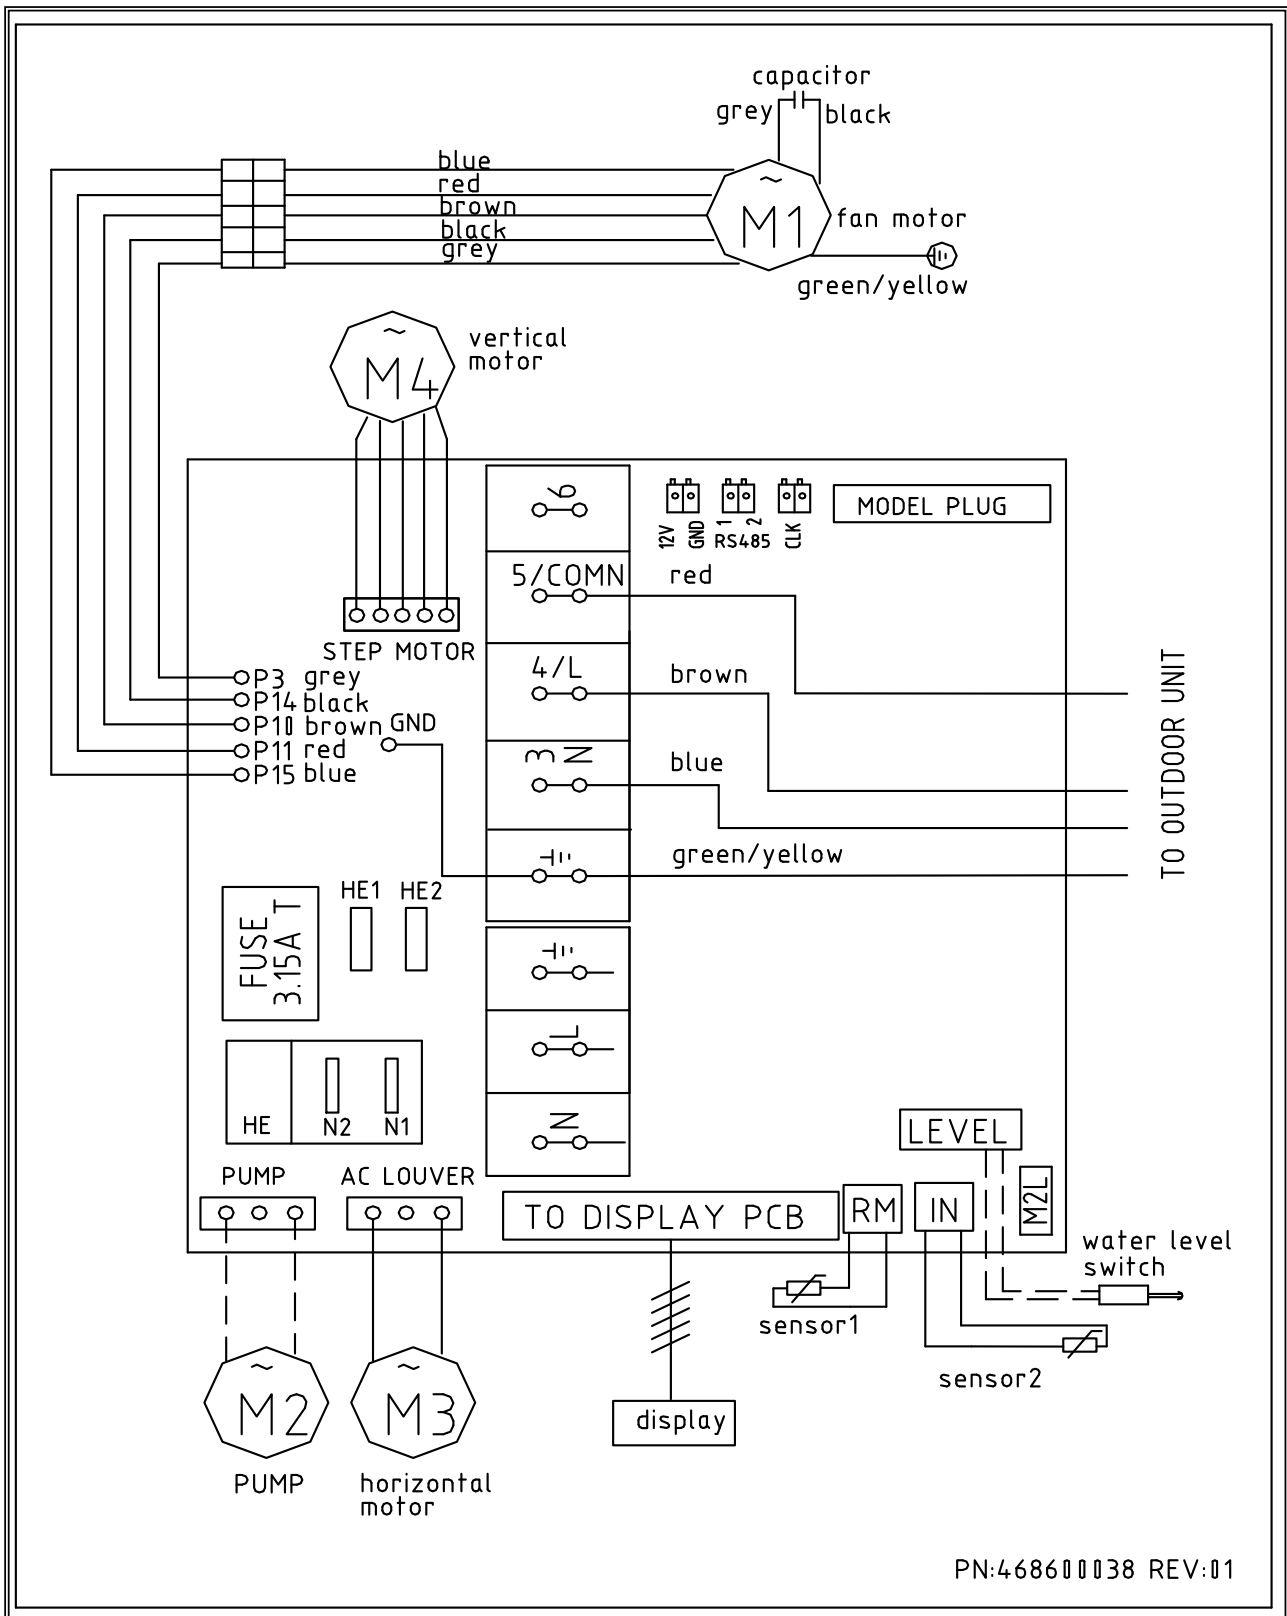 capacitor
grey
black
blue
red
brown
black
grey
~
M1
fan motor
green/yellow
~
M4
vertical
motor
6
12V
GND
1
2
RS485
CLK
MODEL PLUG
5/COMN
red
STEP MOTOR
4/L
brown
P3 grey
P14 black
P10 brown
P11 red
P15 blue
GND
3 N
blue
green/yellow
TO OUTDOOR UNIT
FUSE
3.15A T
HE1
HE2
L
N
HE
N2
N1
PUMP
AC LOUVER
TO DISPLAY PCB
RM
IN
LEVEL
M2L
water level
switch
sensor1
sensor2
display
~
M2
PUMP
~
M3
horizontal
motor
PN:468600038 REV:01